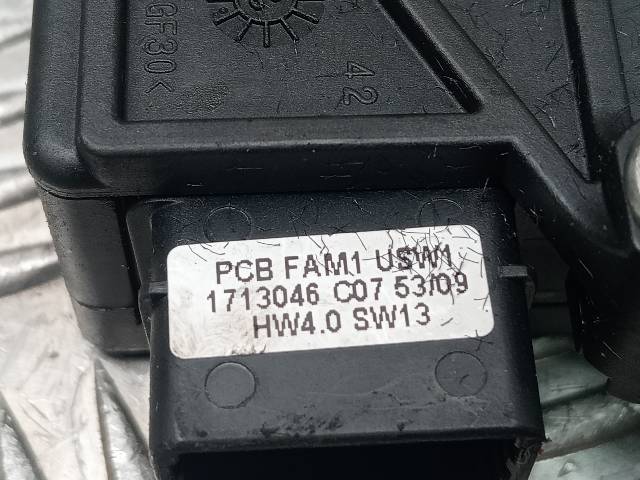 GF30<
42
PCB FAM1 USW1
1713046 C07 53/09
HW4.0 SW13